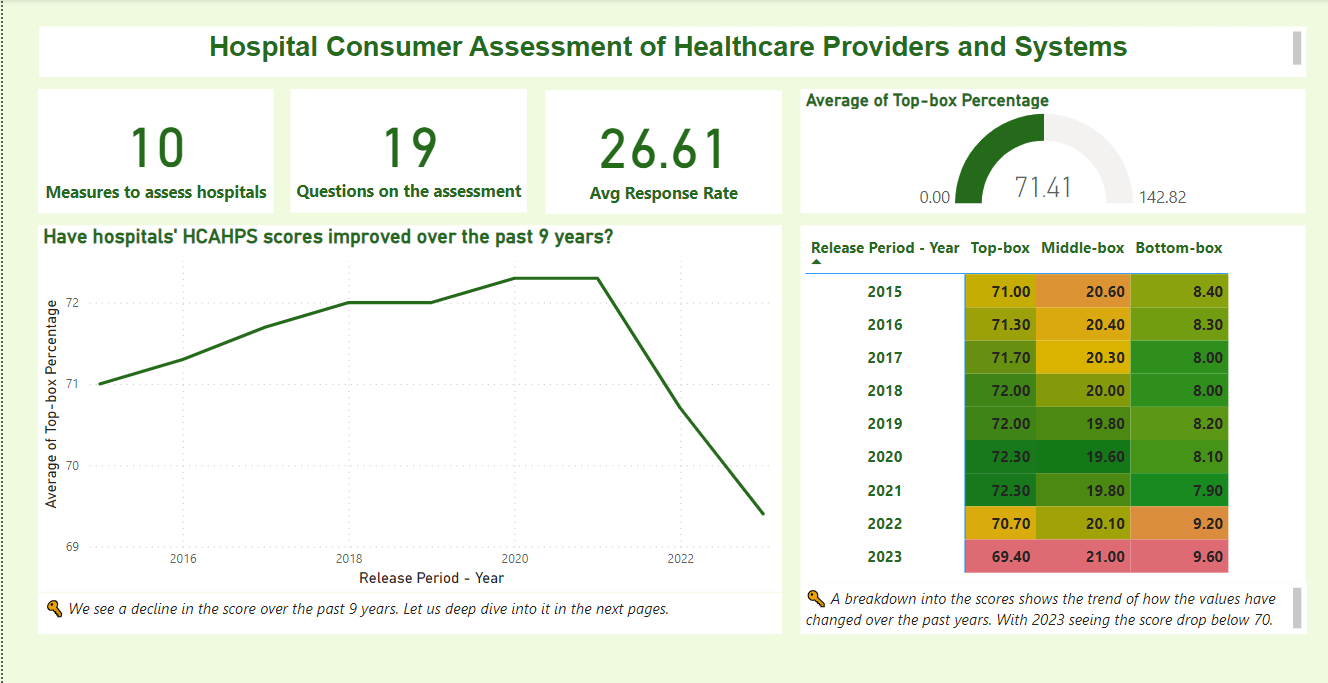 Hospital Consumer Assessment of Healthcare Providers and Systems
10
Measures to assess hospitals
19
Questions on the assessment
26.61
Avg Response Rate
Average of Top-box Percentage
0.00
71.41
142.82
Have hospitals' HCAHPS scores improved over the past 9 years?
Average of Top-box Percentage
72
71
70
69
2016 2018 2020 2022
Release Period - Year
🔑 We see a decline in the score over the past 9 years. Let us deep dive into it in the next pages.
Release Period - Year Top-box Middle-box Bottom-box
2015 71.00 20.60 8.40
2016 71.30 20.40 8.30
2017 71.70 20.30 8.00
2018 72.00 20.00 8.00
2019 72.00 19.80 8.20
2020 72.30 19.60 8.10
2021 72.30 19.80 7.90
2022 70.70 20.10 9.20
2023 69.40 21.00 9.60
🔑 A breakdown into the scores shows the trend of how the values have
changed over the past years. With 2023 seeing the score drop below 70.